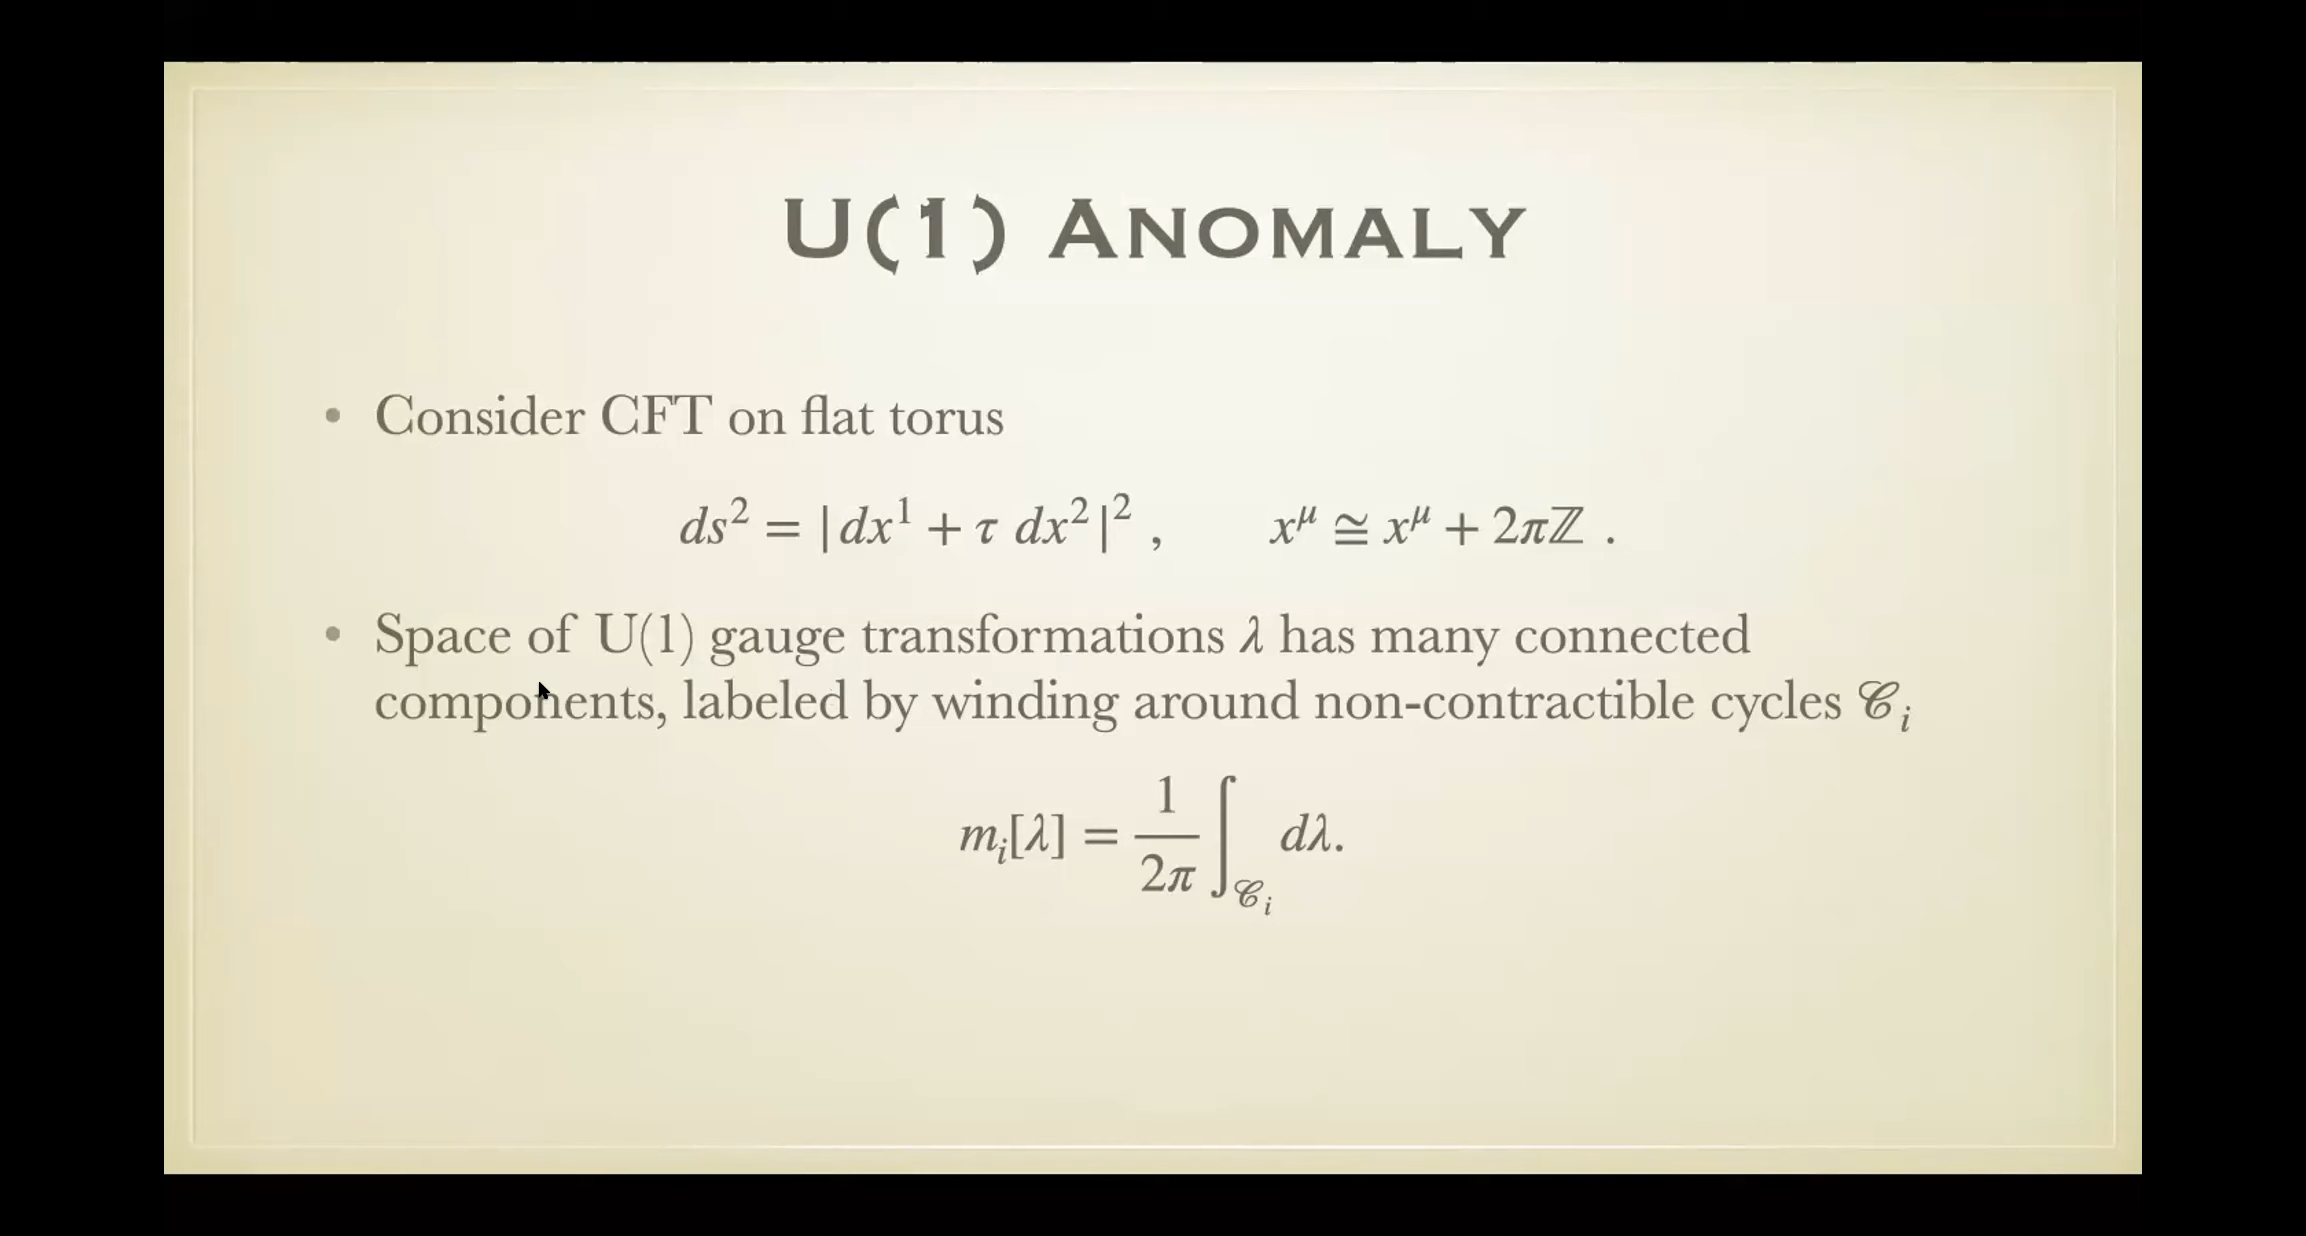 U(1) ANOMALY
• Consider CFT on flat torus
ds² = |dx¹ + τ dx²|² , x^μ ≅ x^μ + 2πℤ .
• Space of U(1) gauge transformations λ has many connected
components, labeled by winding around non-contractible cycles 𝒞_i
m_i[λ] = \frac{1}{2π} ∫_{𝒞_i} dλ.